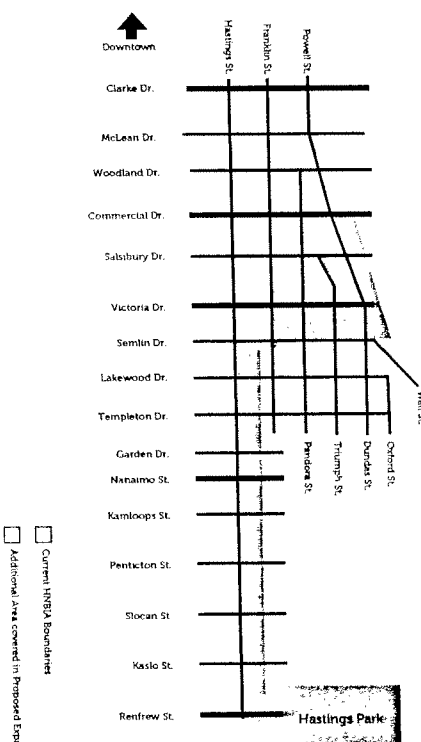 Downtown
Hastings St.
Franklin St.
Powell St.
Clarke Dr.
McLean Dr.
Woodland Dr.
Commercial Dr.
Salsbury Dr.
Victoria Dr.
Semlin Dr.
Lakewood Dr.
Templeton Dr.
Garden Dr.
Nanaimo St.
Kamloops St.
Penticton St.
Slocan St.
Kaslo St.
Renfrew St.
Pandora St.
Triumph St.
Dundas St.
Oxford St.
Hastings Park
Current HNBIA Boundaries
Additional Area covered in Proposed